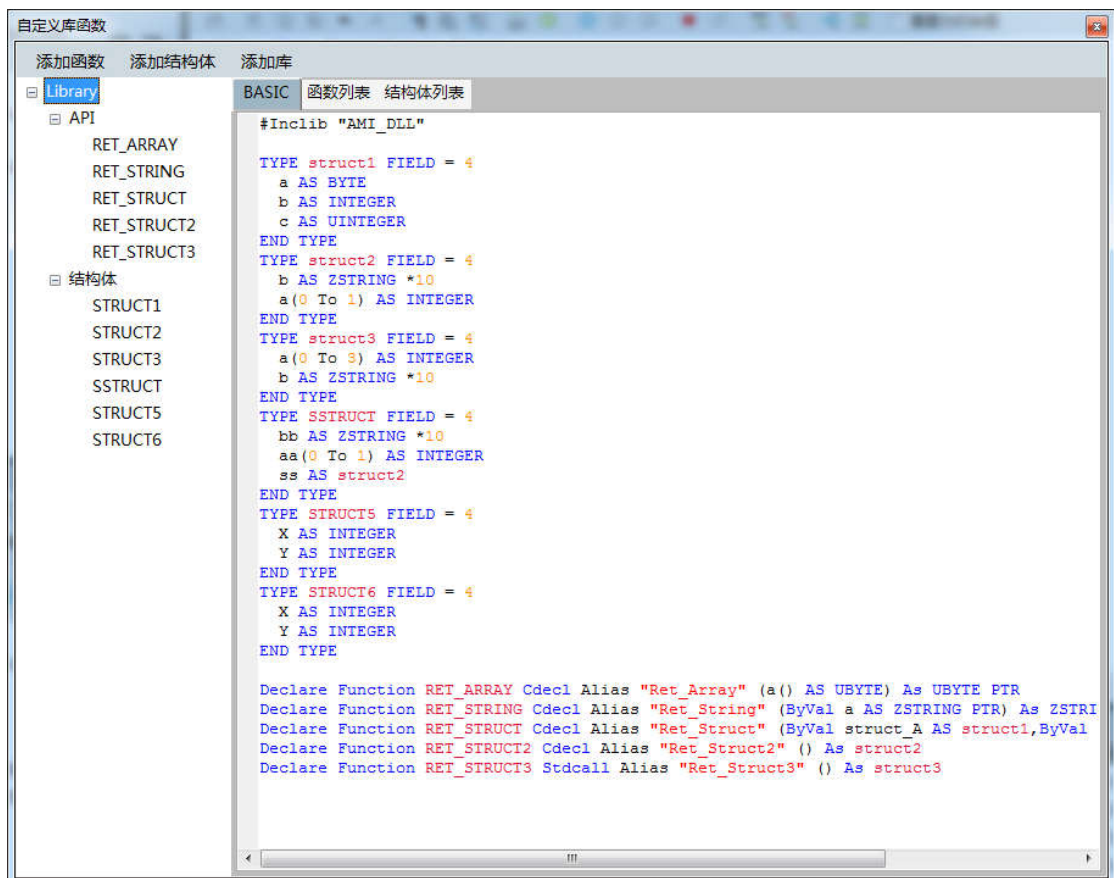 自定义库函数
添加函数 添加结构体 添加库
Library
API
RET_ARRAY
RET_STRING
RET_STRUCT
RET_STRUCT2
RET_STRUCT3
结构体
STRUCT1
STRUCT2
STRUCT3
SSTRUCT
STRUCT5
STRUCT6
BASIC 函数列表 结构体列表
#Inclib "AMI_DLL"
TYPE struct1 FIELD = 4
a AS BYTE
b AS INTEGER
c AS UINTEGER
END TYPE
TYPE struct2 FIELD = 4
b AS ZSTRING *10
a(0 To 1) AS INTEGER
END TYPE
TYPE struct3 FIELD = 4
a(0 To 3) AS INTEGER
b AS ZSTRING *10
END TYPE
TYPE SSTRUCT FIELD = 4
bb AS ZSTRING *10
aa(0 To 1) AS INTEGER
ss AS struct2
END TYPE
TYPE STRUCT5 FIELD = 4
X AS INTEGER
Y AS INTEGER
END TYPE
TYPE STRUCT6 FIELD = 4
X AS INTEGER
Y AS INTEGER
END TYPE
Declare Function RET_ARRAY Cdecl Alias "Ret_Array" (a() AS UBYTE) As UBYTE PTR
Declare Function RET_STRING Cdecl Alias "Ret_String" (ByVal a AS ZSTRING PTR) As ZSTRI
Declare Function RET_STRUCT Cdecl Alias "Ret_Struct" (ByVal struct_A AS struct1,ByVal
Declare Function RET_STRUCT2 Cdecl Alias "Ret_Struct2" () As struct2
Declare Function RET_STRUCT3 Stdcall Alias "Ret_Struct3" () As struct3